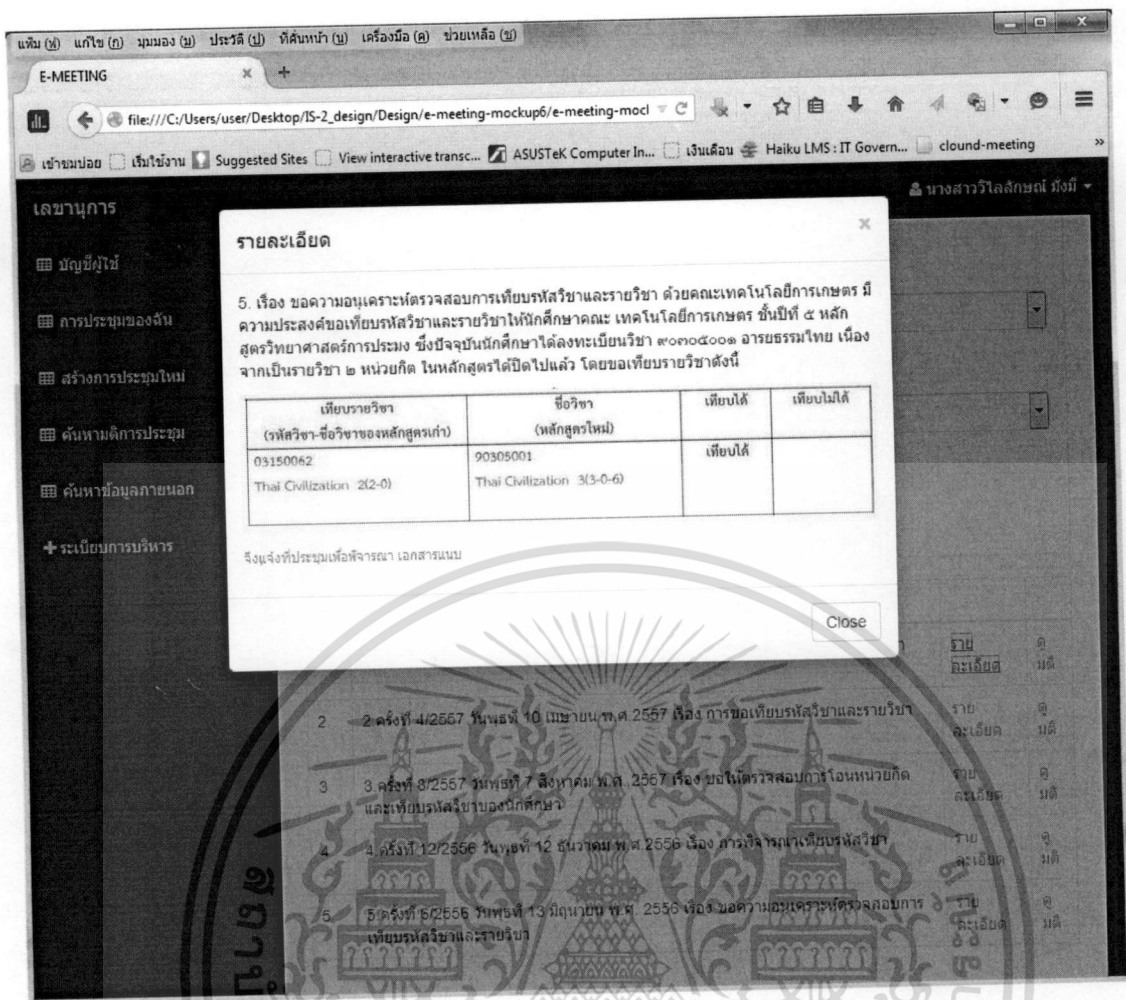 แฟ้ม (ฟ) แก้ไข (ก) มุมมอง (ม) ประวัติ (ป) ที่คั่นหน้า (น) เครื่องมือ (ค) ช่วยเหลือ (ช)
E-MEETING × +
file:///C:/Users/user/Desktop/IS-2_design/Design/e-meeting-mockup6/e-meeting-mocl
เข้าชมบ่อย เริ่มใช้งาน Suggested Sites View interactive transc... ASUSTeK Computer In... เงินเดือน Haiku LMS : IT Govern... clound-meeting »
เลขานุการ
นางสาววิไลลักษณ์ มั่งมี
บัญชีผู้ใช้
การประชุมของฉัน
สร้างการประชุมใหม่
ค้นหามติการประชุม
ค้นหาข้อมูลภายนอก
+ ระเบียบการบริหาร
รายละเอียด ×
5. เรื่อง ขอความอนุเคราะห์ตรวจสอบการเทียบรหัสวิชาและรายวิชา ด้วยคณะเทคโนโลยีการเกษตร มี
ความประสงค์ขอเทียบรหัสวิชาและรายวิชาให้นักศึกษาคณะ เทคโนโลยีการเกษตร ชั้นปีที่ ๕ หลัก
สูตรวิทยาศาสตร์การประมง ซึ่งปัจจุบันนักศึกษาได้ลงทะเบียนวิชา ๙๐๓๐๕๐๐๑ อารยธรรมไทย เนื่อง
จากเป็นรายวิชา ๒ หน่วยกิต ในหลักสูตรได้ปิดไปแล้ว โดยขอเทียบรายวิชาดังนี้
เทียบรายวิชา ชื่อวิชา เทียบได้ เทียบไม่ได้
(รหัสวิชา-ชื่อวิชาของหลักสูตรเก่า) (หลักสูตรใหม่)
03150062 90305001 เทียบได้
Thai Civilization 2(2-0) Thai Civilization 3(3-0-6)
จึงแจ้งที่ประชุมเพื่อพิจารณา เอกสารแนบ
Close
ราย ดู
ละเอียด มติ
2 2.ครั้งที่ 4/2557 วันพุธที่ 10 เมษายน พ.ศ.2557 เรื่อง การขอเทียบรหัสวิชาและรายวิชา ราย ดู
ละเอียด มติ
3 3.ครั้งที่ 8/2557 วันพุธที่ 7 สิงหาคม พ.ศ. 2557 เรื่อง ขอให้ตรวจสอบการโอนหน่วยกิต ราย ดู
และเทียบรหัสวิชาของนักศึกษา ละเอียด มติ
4 4.ครั้งที่ 12/2556 วันพุธที่ 12 ธันวาคม พ.ศ.2556 เรื่อง การพิจารณาเทียบรหัสวิชา ราย ดู
ละเอียด มติ
5 5.ครั้งที่ 6/2556 วันพุธที่ 13 มิถุนายน พ.ศ. 2556 เรื่อง ขอความอนุเคราะห์ตรวจสอบการ ราย ดู
เทียบรหัสวิชาและรายวิชา ละเอียด มติ